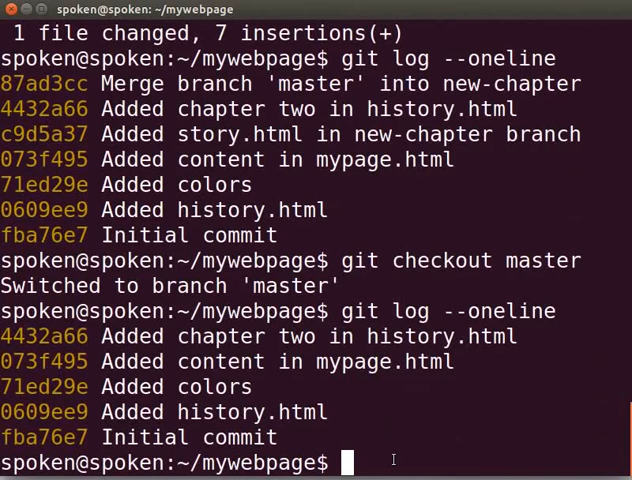 spoken@spoken: ~/mywebpage
1 file changed, 7 insertions(+)
spoken@spoken:~/mywebpage$ git log --oneline
87ad3cc Merge branch 'master' into new-chapter
4432a66 Added chapter two in history.html
c9d5a37 Added story.html in new-chapter branch
073f495 Added content in mypage.html
71ed29e Added colors
0609ee9 Added history.html
fba76e7 Initial commit
spoken@spoken:~/mywebpage$ git checkout master
Switched to branch 'master'
spoken@spoken:~/mywebpage$ git log --oneline
4432a66 Added chapter two in history.html
073f495 Added content in mypage.html
71ed29e Added colors
0609ee9 Added history.html
fba76e7 Initial commit
spoken@spoken:~/mywebpage$